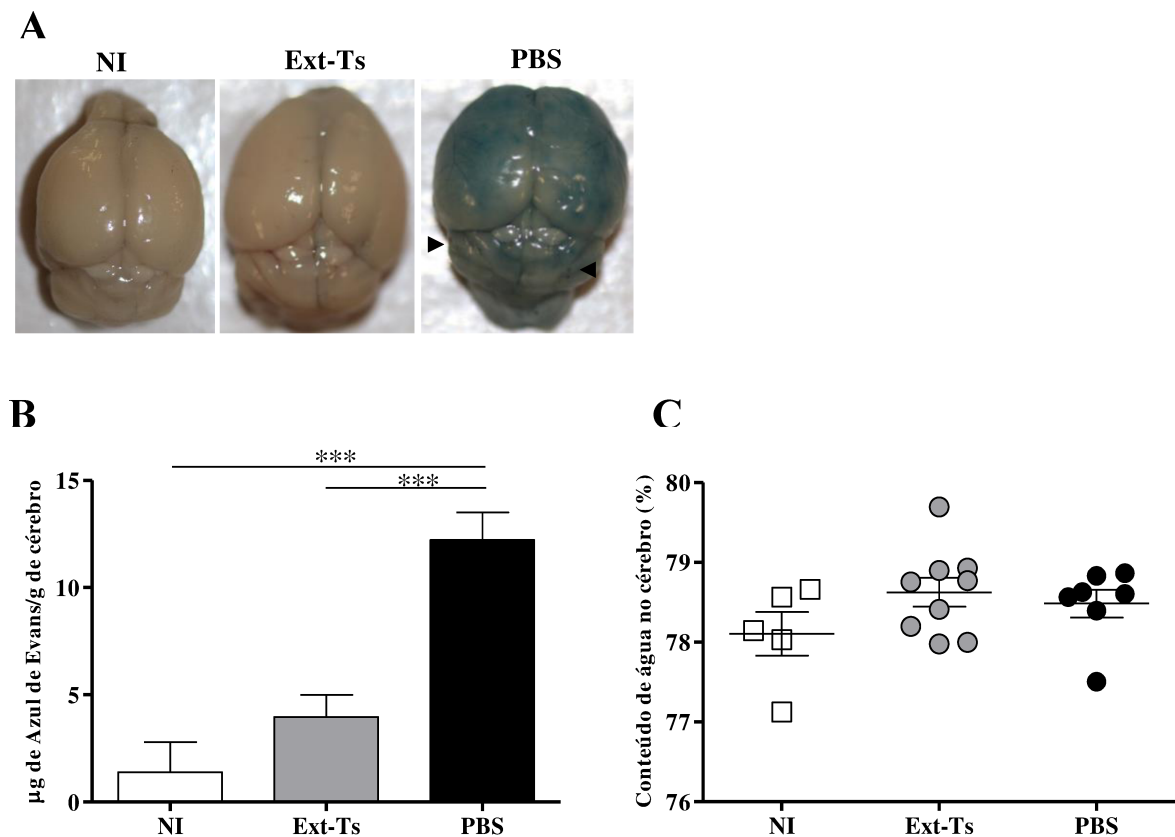 A
NI Ext-Ts PBS
B
*** 
***
µg de Azul de Evans/g de cérebro
15
10
5
0
NI Ext-Ts PBS
C
Conteúdo de água no cérebro (%)
80
79
78
77
76
NI Ext-Ts PBS